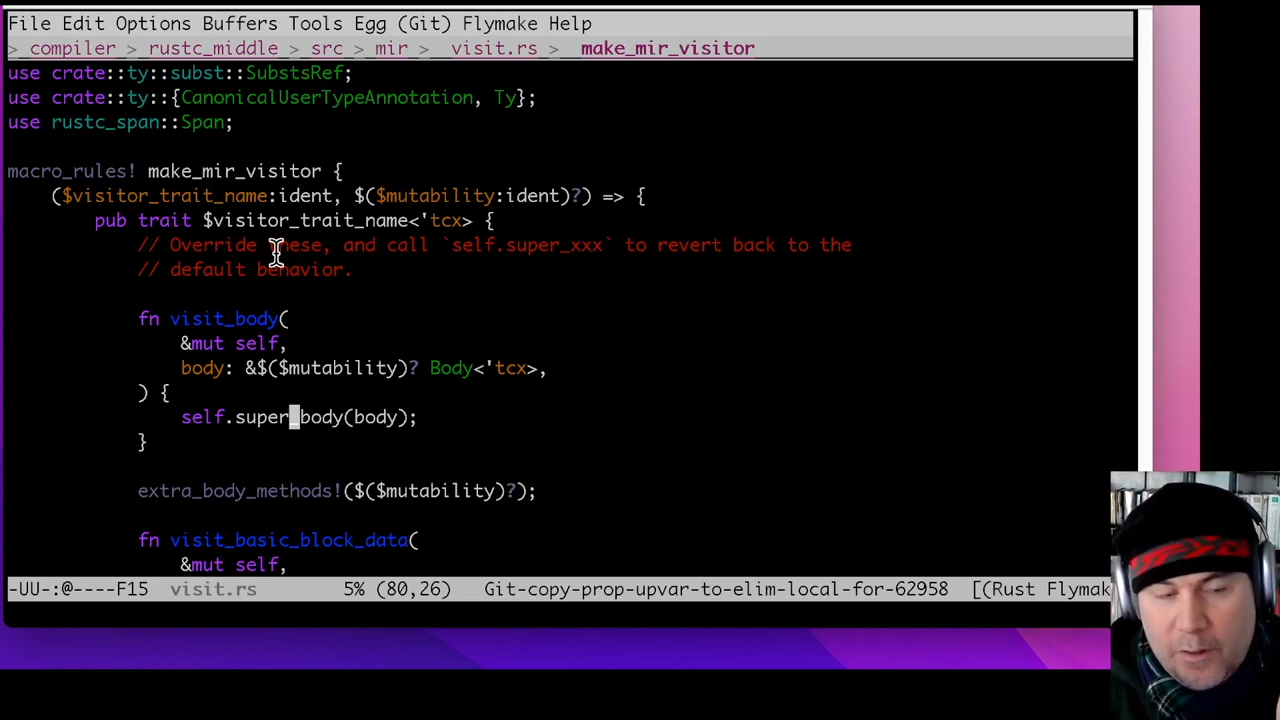 File Edit Options Buffers Tools Egg (Git) Flymake Help
> compiler > rustc_middle > src > mir > visit.rs > make_mir_visitor
use crate::ty::subst::SubstsRef;
use crate::ty::{CanonicalUserTypeAnnotation, Ty};
use rustc_span::Span;
macro_rules! make_mir_visitor {
($visitor_trait_name:ident, $($mutability:ident)?) => {
pub trait $visitor_trait_name<'tcx> {
// Override these, and call `self.super_xxx` to revert back to the
// default behavior.
fn visit_body(
&mut self,
body: &$($mutability)? Body<'tcx>,
) {
self.super_body(body);
}
extra_body_methods!($($mutability)?);
fn visit_basic_block_data(
&mut self,
-UU-:@----F15 visit.rs 5% (80,26) Git-copy-prop-upvar-to-elim-local-for-62958 [(Rust Flymak